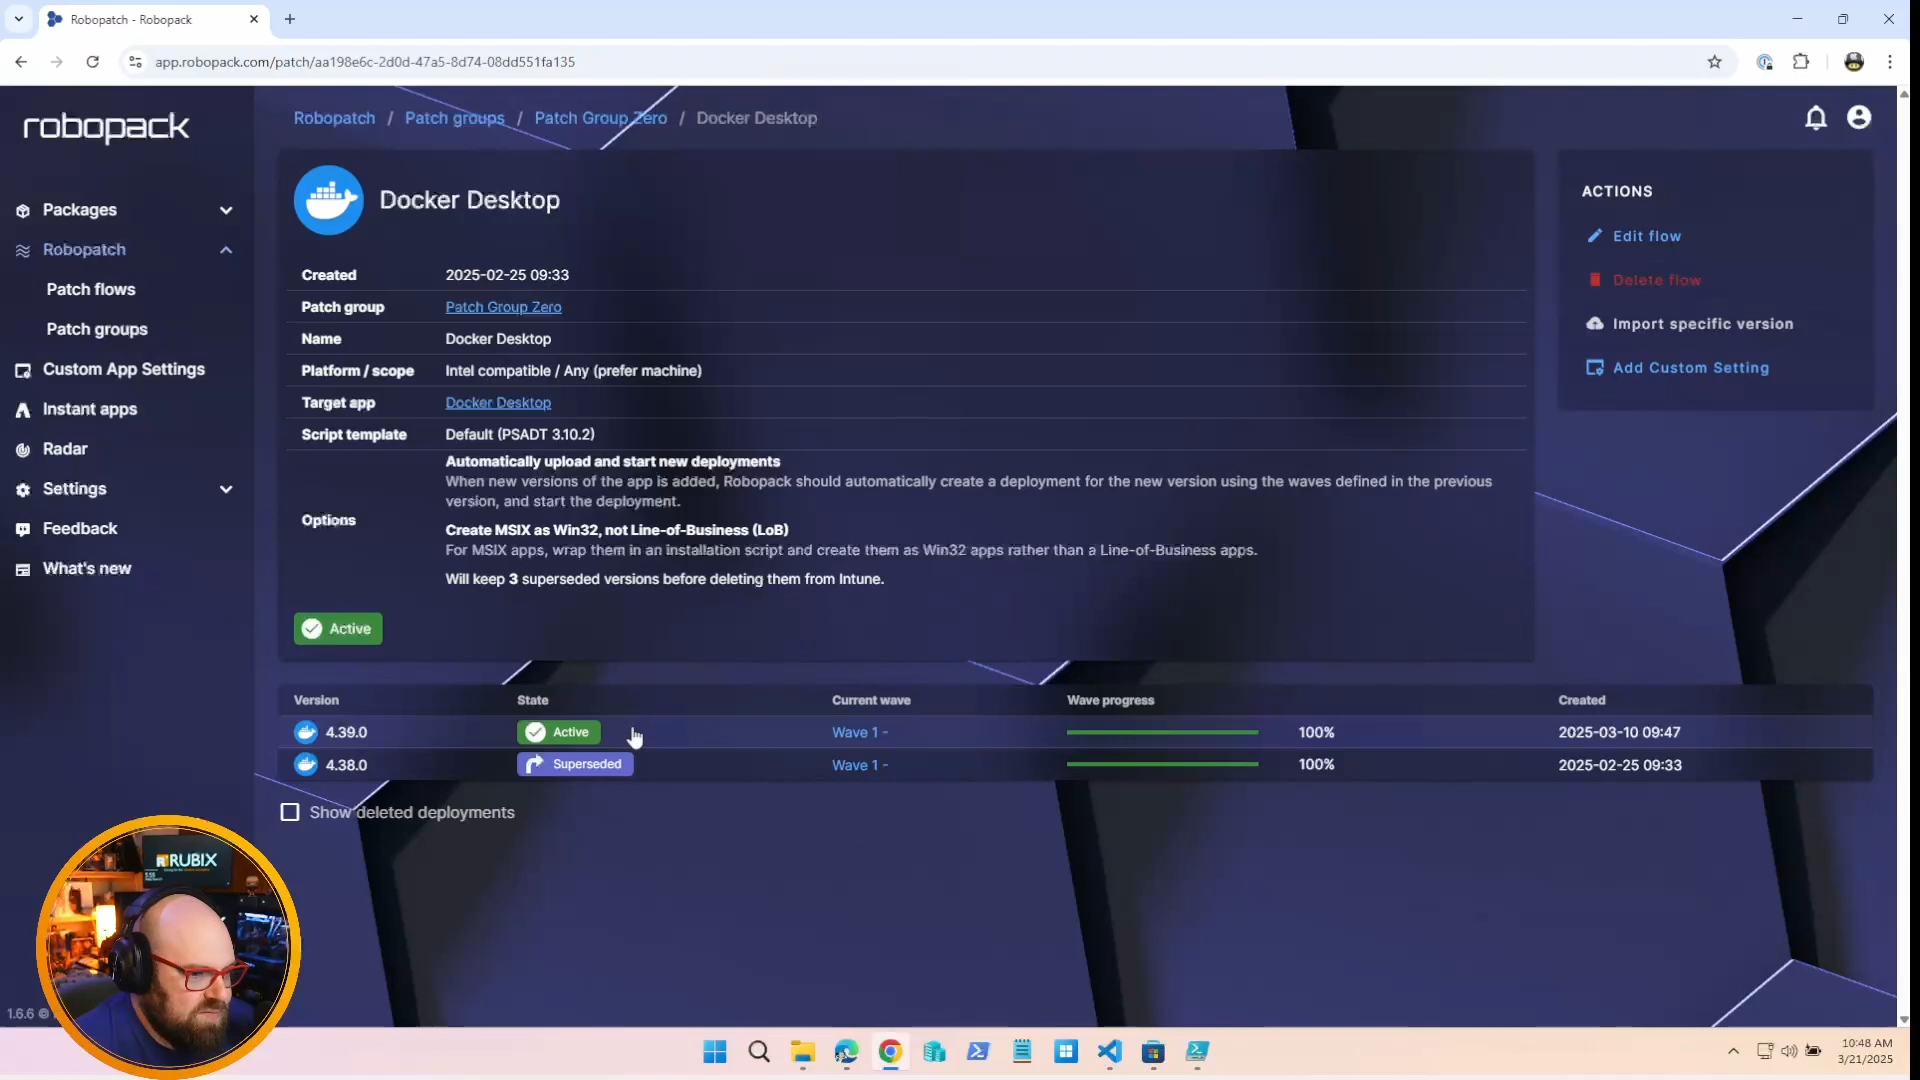 Robopatch - Robopack
app.robopack.com/patch/aa198e6c-2d0d-47a5-8d74-08dd551fa135
robopack
Packages
Robopatch
Patch flows
Patch groups
Custom App Settings
Instant apps
Radar
Settings
Feedback
What's new
1.6.6 ©
Robopatch / Patch groups / Patch Group Zero / Docker Desktop
Docker Desktop
Created 2025-02-25 09:33
Patch group Patch Group Zero
Name Docker Desktop
Platform / scope Intel compatible / Any (prefer machine)
Target app Docker Desktop
Script template Default (PSADT 3.10.2)
Options
Automatically upload and start new deployments
When new versions of the app is added, Robopack should automatically create a deployment for the new version using the waves defined in the previous
version, and start the deployment.
Create MSIX as Win32, not Line-of-Business (LoB)
For MSIX apps, wrap them in an installation script and create them as Win32 apps rather than a Line-of-Business apps.
Will keep 3 superseded versions before deleting them from Intune.
Active
ACTIONS
Edit flow
Delete flow
Import specific version
Add Custom Setting
Version State Current wave Wave progress Created
4.39.0 Active Wave 1 - 100% 2025-03-10 09:47
4.38.0 Superseded Wave 1 - 100% 2025-02-25 09:33
Show deleted deployments
RUBIX
10:48 AM
3/21/2025